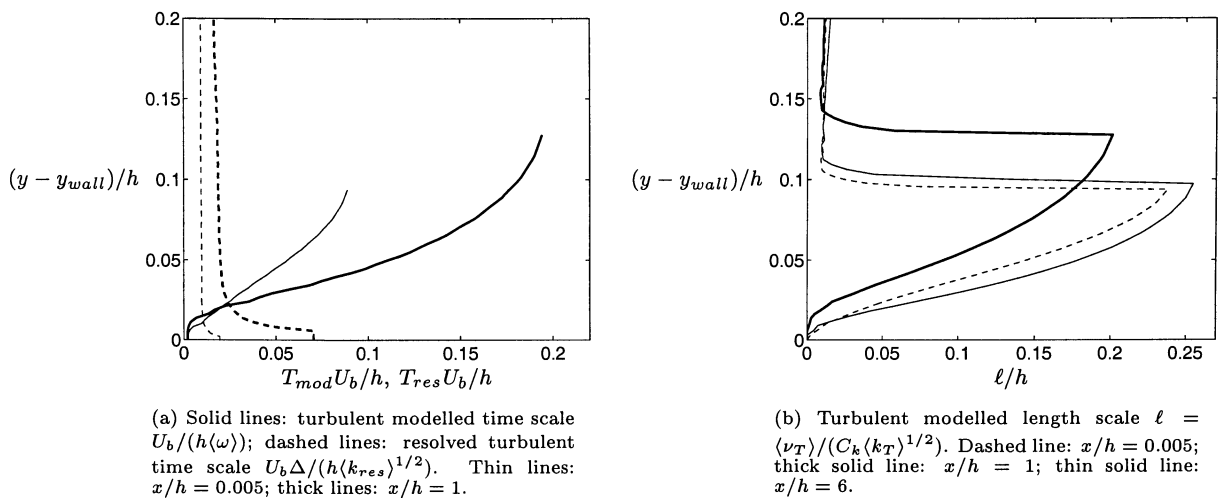 0.2
0.15
(y − y_wall)/h
0.1
0.05
0
0 0.05 0.1 0.15 0.2
T_mod U_b/h, T_res U_b/h
(a) Solid lines: turbulent modelled time scale
U_b/(h⟨ω⟩); dashed lines: resolved turbulent
time scale U_bΔ/(h⟨k_res⟩^1/2). Thin lines:
x/h = 0.005; thick lines: x/h = 1.
0.2
0.15
(y − y_wall)/h
0.1
0.05
0
0 0.05 0.1 0.15 0.2 0.25
ℓ/h
(b) Turbulent modelled length scale ℓ =
⟨ν_T⟩/(C_k⟨k_T⟩^1/2). Dashed line: x/h = 0.005;
thick solid line: x/h = 1; thin solid line:
x/h = 6.